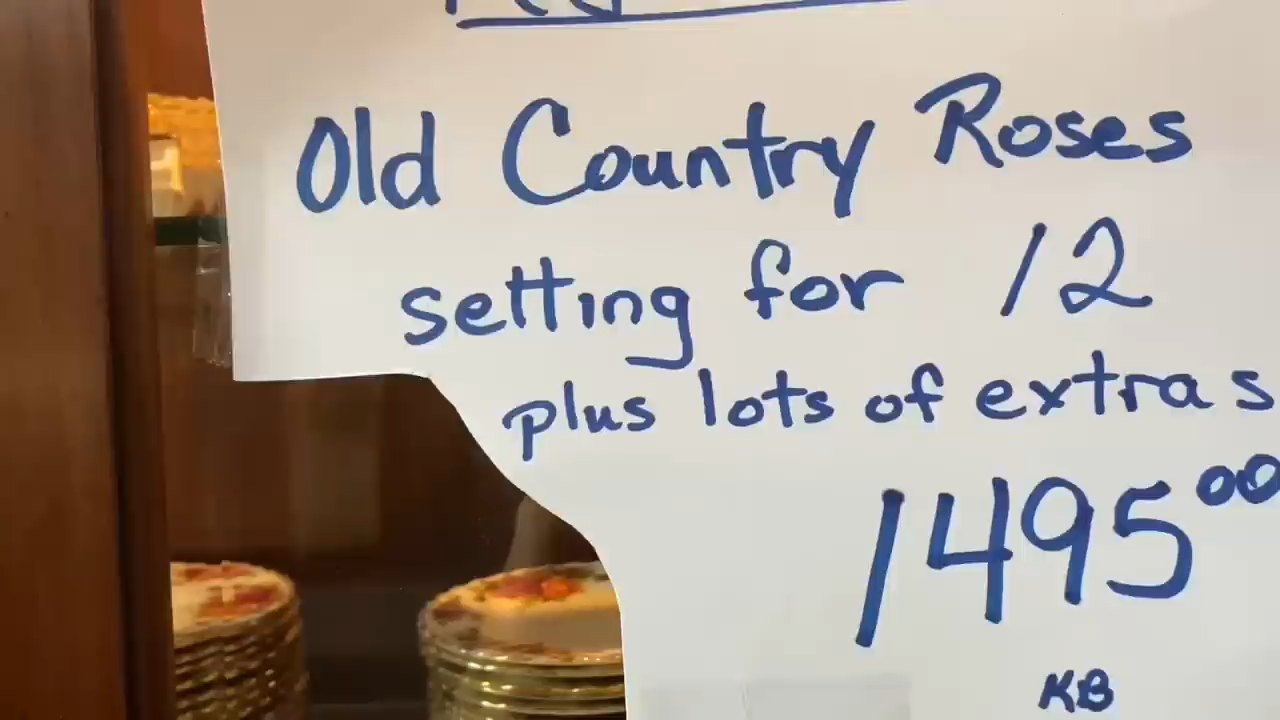 Old Country Roses
setting for 12
plus lots of extras
1495⁰⁰
KB